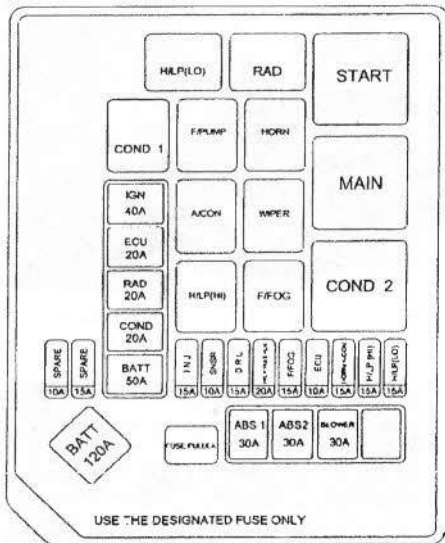 H/LP(LO)
RAD
START
COND 1
F/PUMP
HORN
MAIN
IGN
40A
A/CON
WIPER
ECU
20A
RAD
20A
H/LP(HI)
F/FOG
COND 2
COND
20A
BATT
50A
SPARE
10A
SPARE
15A
INJ
15A
SNSR
10A
D R L
15A
20A
F/FOG
15A
ECU
10A
15A
H/LP(HI)
15A
H/LP(LO)
15A
BATT
120A
FUSE PULLER
ABS 1
30A
ABS2
30A
BLOWER
30A
USE THE DESIGNATED FUSE ONLY